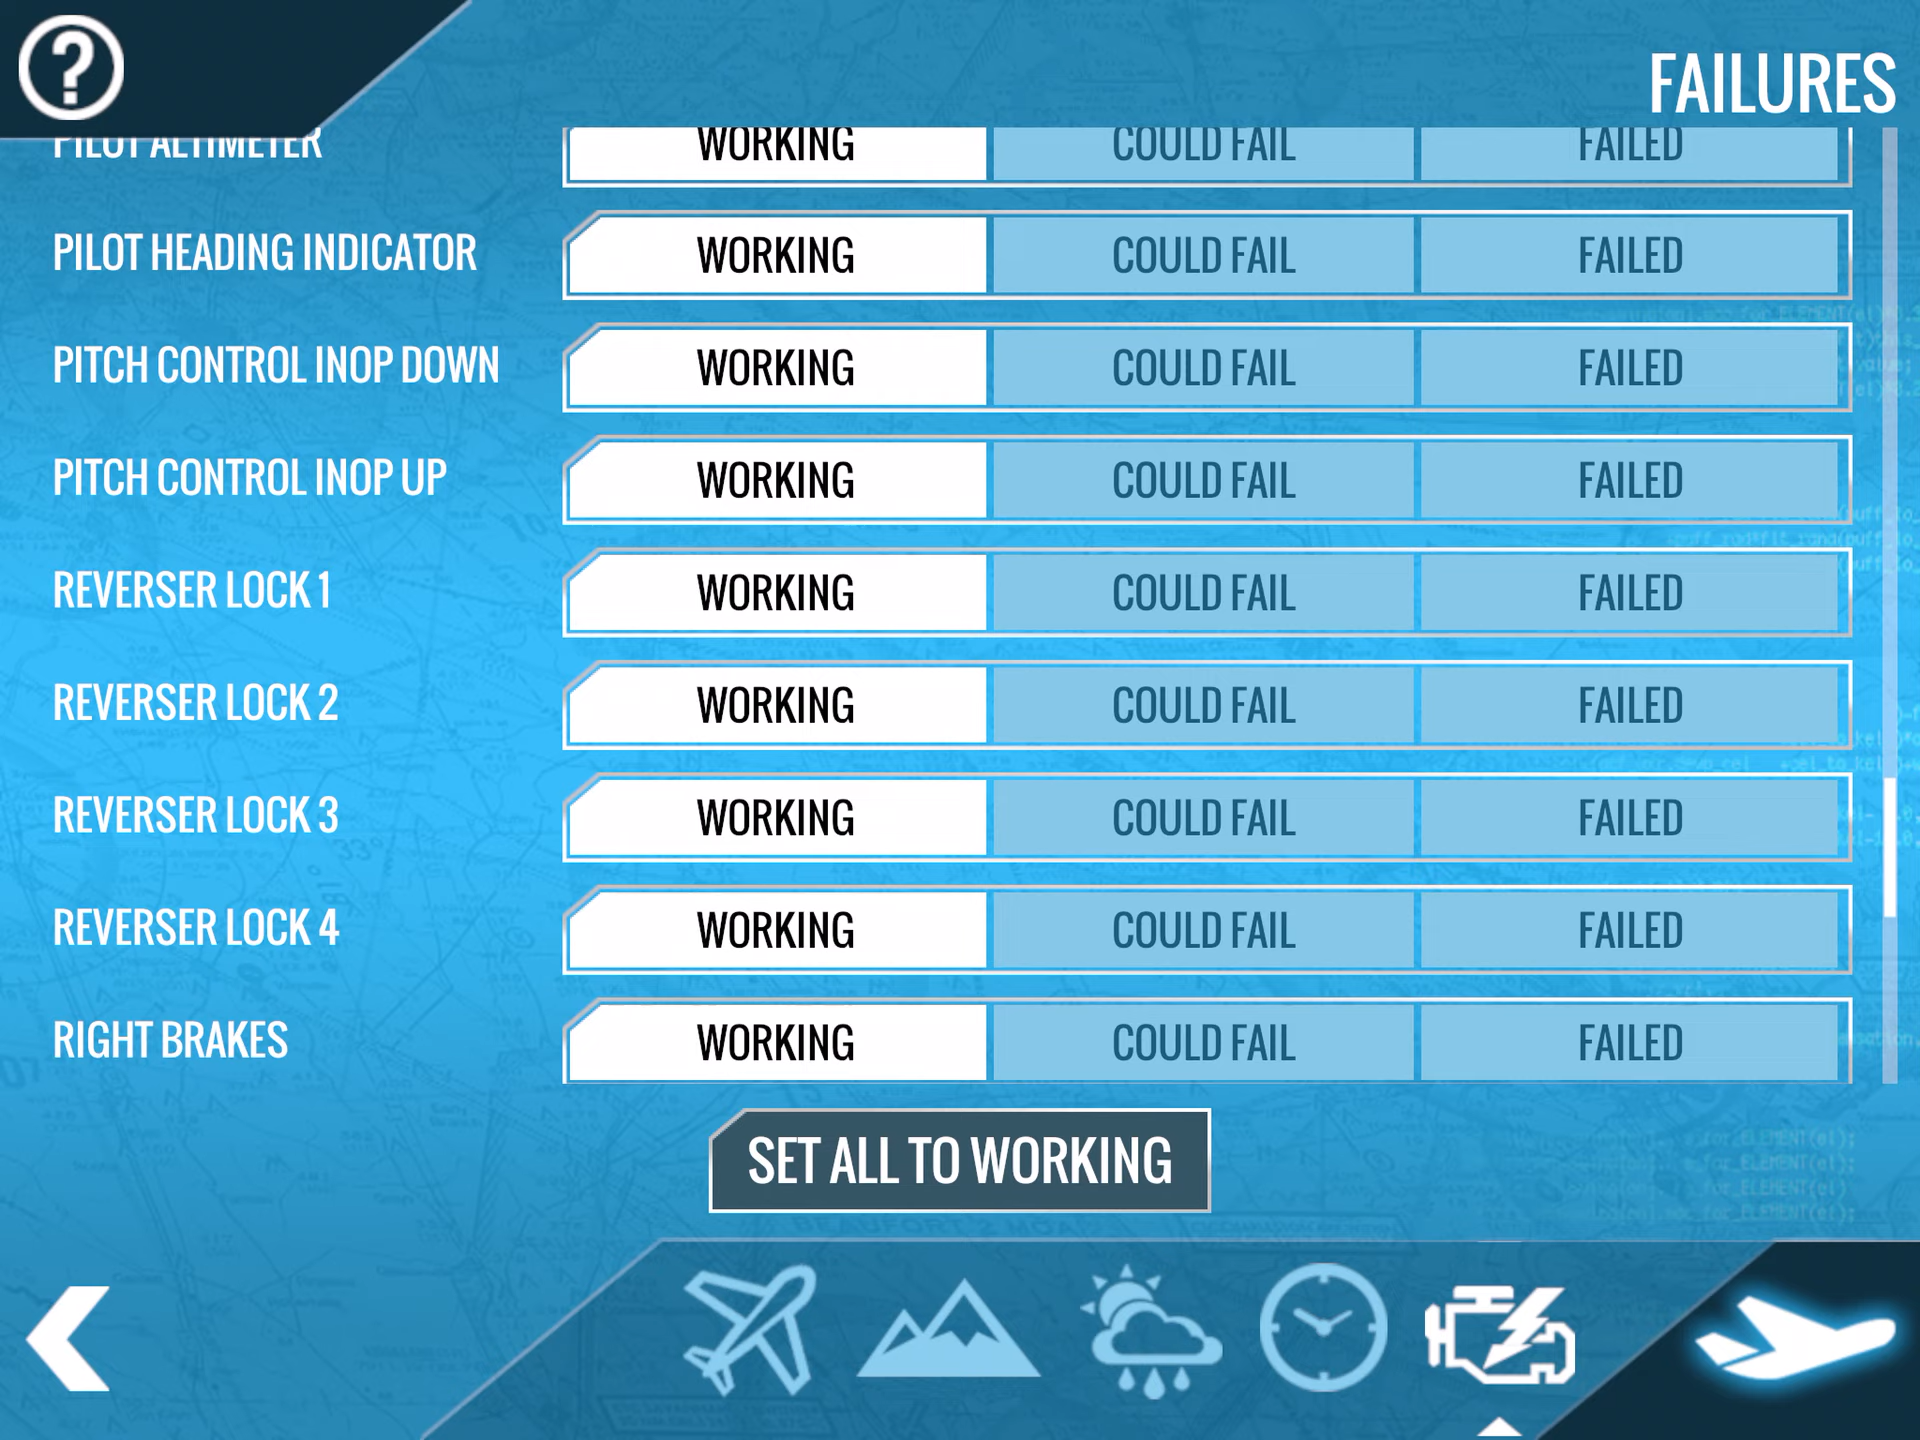 ?
FAILURES
PILOT ALTIMETER WORKING COULD FAIL FAILED
PILOT HEADING INDICATOR WORKING COULD FAIL FAILED
PITCH CONTROL INOP DOWN WORKING COULD FAIL FAILED
PITCH CONTROL INOP UP WORKING COULD FAIL FAILED
REVERSER LOCK 1 WORKING COULD FAIL FAILED
REVERSER LOCK 2 WORKING COULD FAIL FAILED
REVERSER LOCK 3 WORKING COULD FAIL FAILED
REVERSER LOCK 4 WORKING COULD FAIL FAILED
RIGHT BRAKES WORKING COULD FAIL FAILED
SET ALL TO WORKING